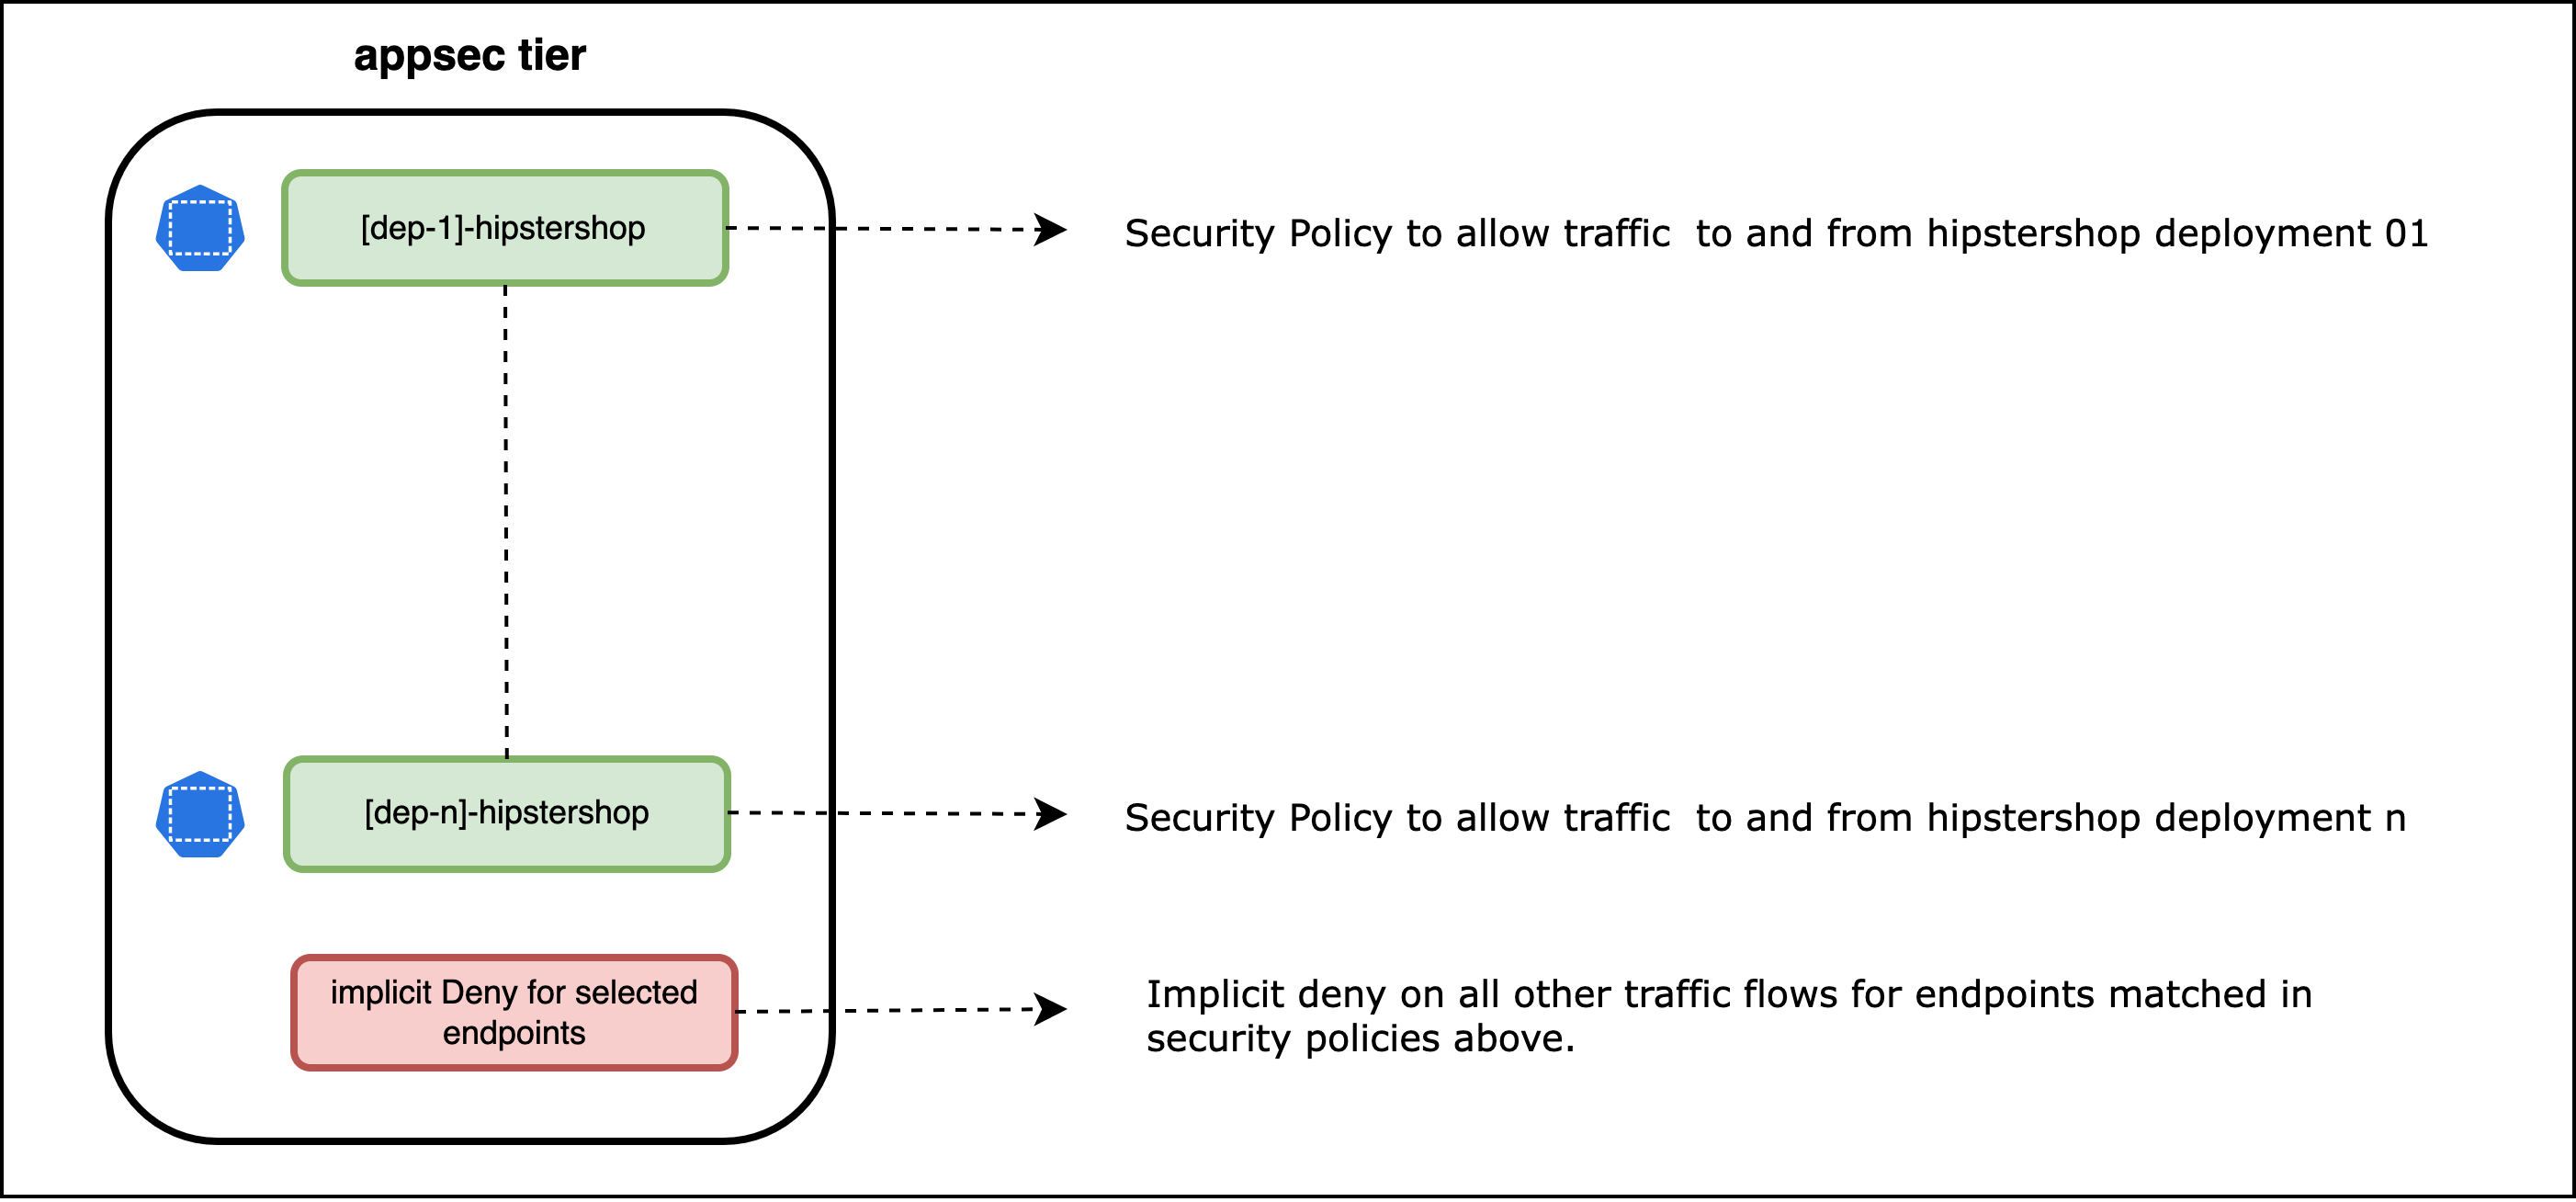 appsec tier
[dep-1]-hipstershop
Security Policy to allow traffic  to and from hipstershop deployment 01
[dep-n]-hipstershop
Security Policy to allow traffic  to and from hipstershop deployment n
implicit Deny for selected
endpoints
Implicit deny on all other traffic flows for endpoints matched in
security policies above.